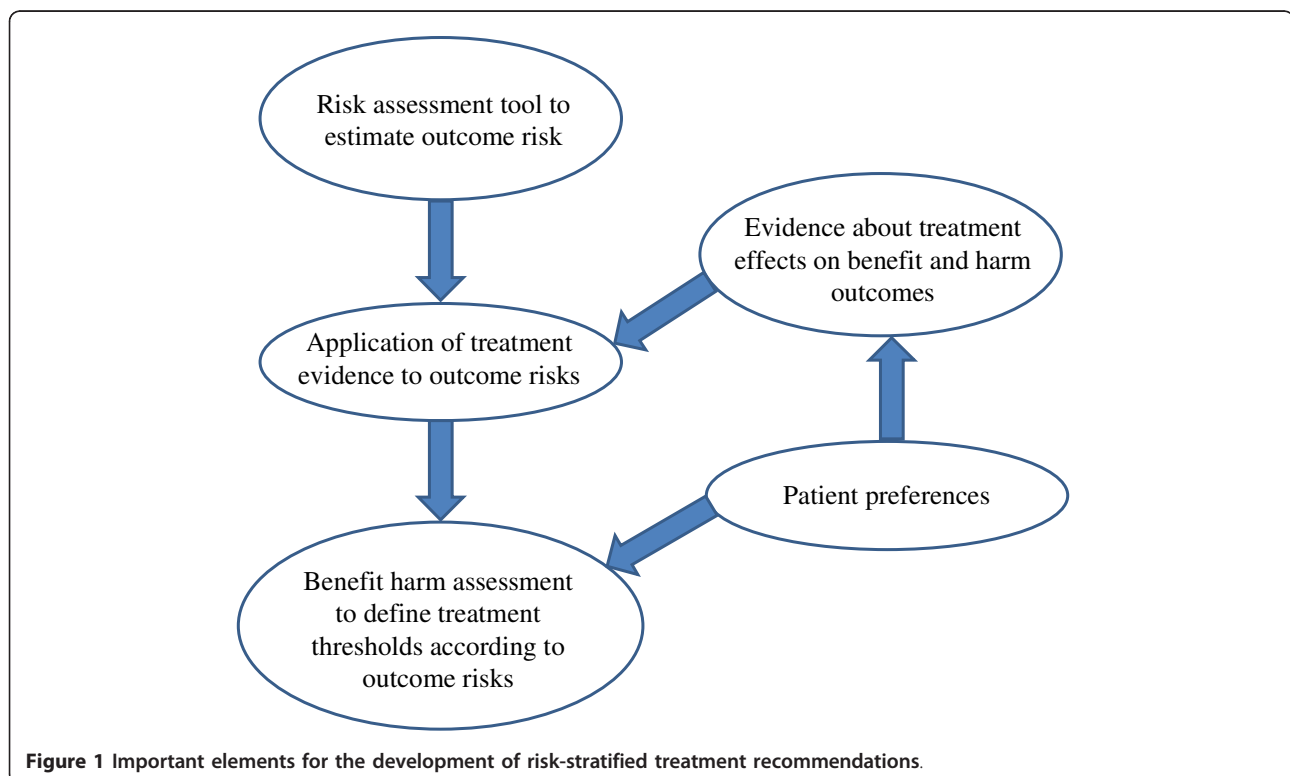 Risk assessment tool to
estimate outcome risk
Evidence about treatment
effects on benefit and harm
outcomes
Application of treatment
evidence to outcome risks
Patient preferences
Benefit harm assessment
to define treatment
thresholds according to
outcome risks
Figure 1 Important elements for the development of risk-stratified treatment recommendations.